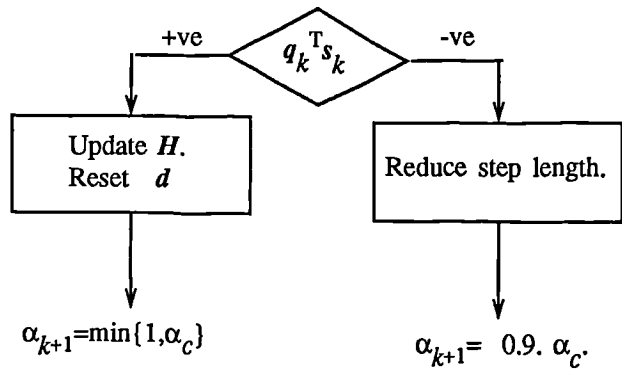 +ve
q_k^T s_k
-ve
Update H.
Reset d
Reduce step length.
α_{k+1}=min{1,α_c}
α_{k+1}= 0.9. α_c.